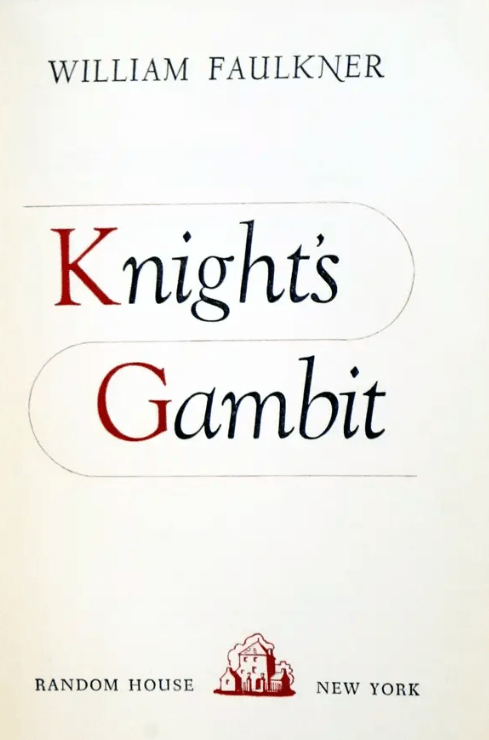 WILLIAM FAULKNER
Knight's
Gambit
RANDOM HOUSE NEW YORK